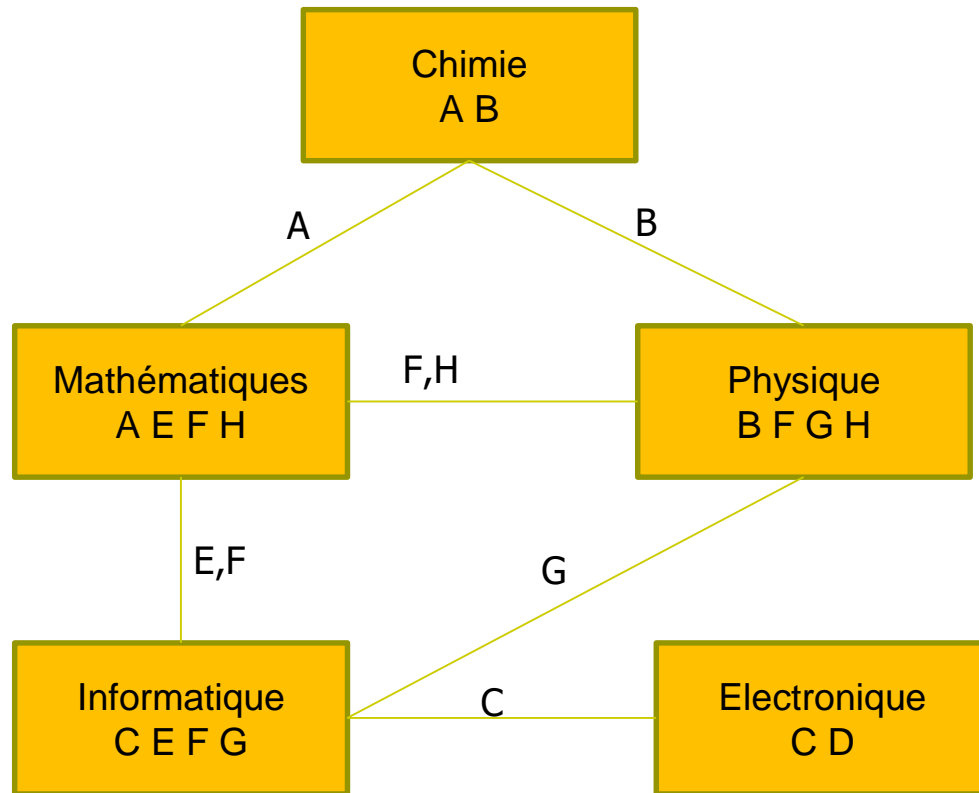 Chimie
A B
A
B
Mathématiques
A E F H
F,H
Physique
B F G H
E,F
G
Informatique
C E F G
C
Electronique
C D